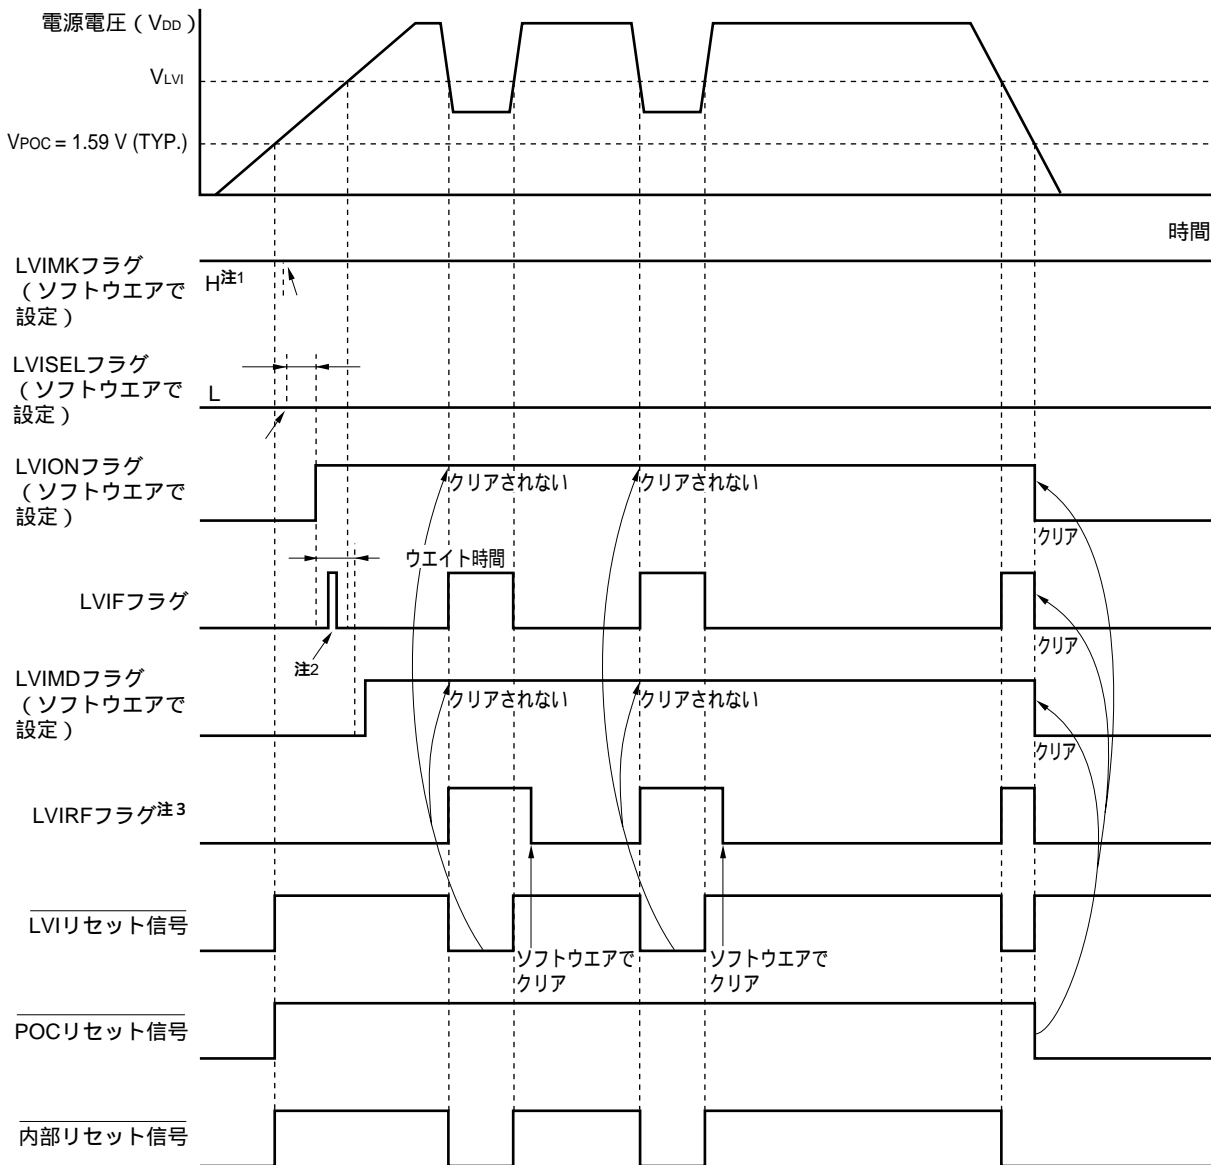 電源電圧（VDD）
VLVI
VPOC = 1.59 V (TYP.)
時間
LVIMKフラグ
（ソフトウエアで
設定）
H注1
LVISELフラグ
（ソフトウエアで
設定）
L
LVIONフラグ
（ソフトウエアで
設定）
クリアされない
クリアされない
クリア
ウエイト時間
LVIFフラグ
注2
クリア
LVIMDフラグ
（ソフトウエアで
設定）
クリアされない
クリアされない
クリア
LVIRFフラグ注3
LVIリセット信号
ソフトウエアで
クリア
ソフトウエアで
クリア
POCリセット信号
内部リセット信号